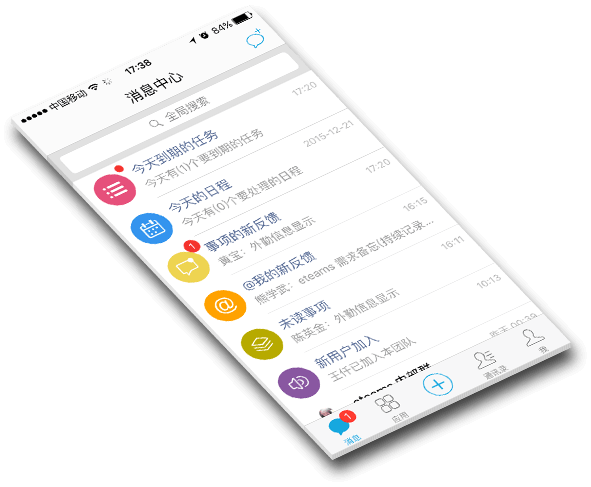 中国移动 17:38 84%
消息中心
全局搜索
今天到期的任务 17:20
今天有(1)个要到期的任务
今天的日程 2015-12-21
今天有(0)个要处理的日程
1
事项的新反馈 17:20
黄宝：外勤信息显示
@我的新反馈 16:15
熊学武：eteams 需求备忘(持续记录...
未读事项 16:11
陈英金：外勤信息显示
新用户加入 10:13
王仟已加入本团队
eteams
1
消息 应用 通讯录 我